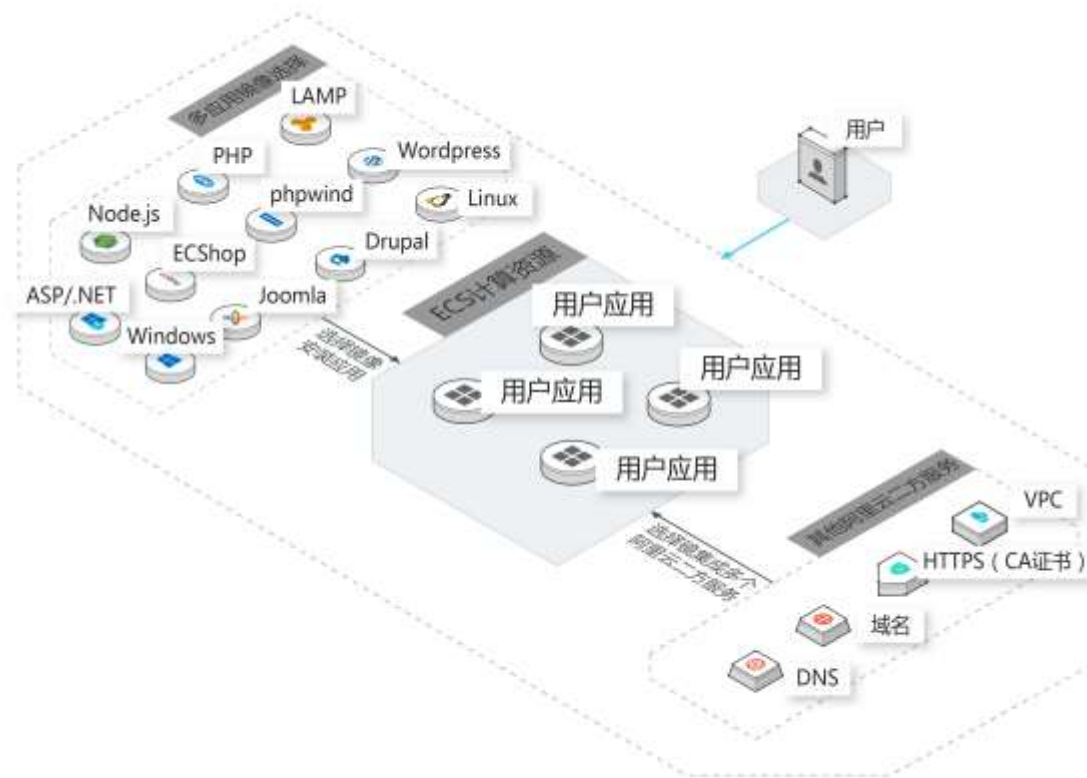 多应用镜像选择
LAMP
PHP
Wordpress
phpwind
Linux
Node.js
ECShop
Drupal
ASP/.NET
Joomla
Windows
用户
选择镜像
安装应用
ECS计算资源
用户应用
用户应用
用户应用
用户应用
选择镜集成多个
阿里云二方服务
其他阿里云二方服务
VPC
HTTPS（CA证书）
域名
DNS